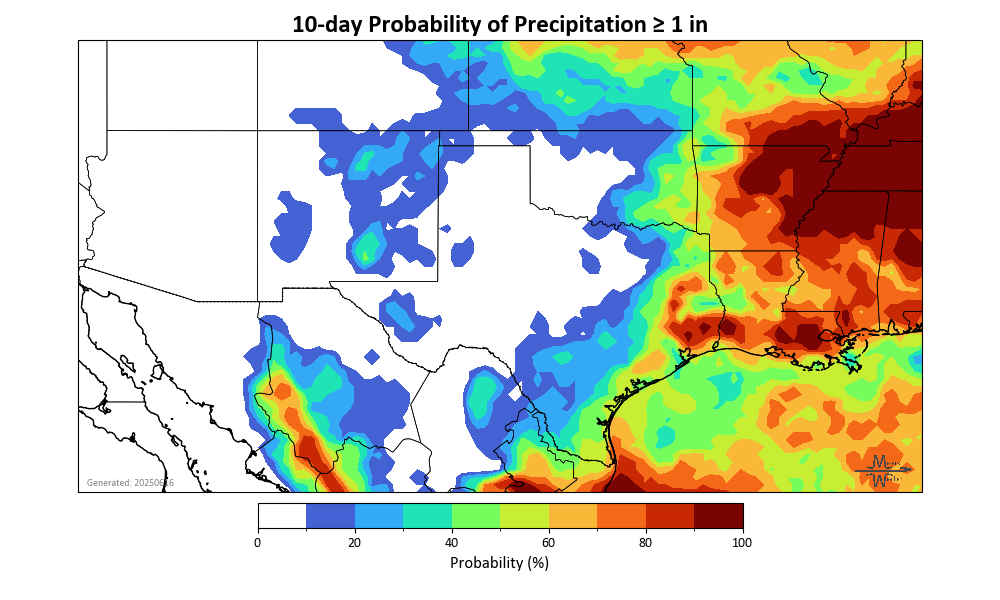 10-day Probability of Precipitation ≥ 1 in
Generated: 20250616
0 20 40 60 80 100
Probability (%)